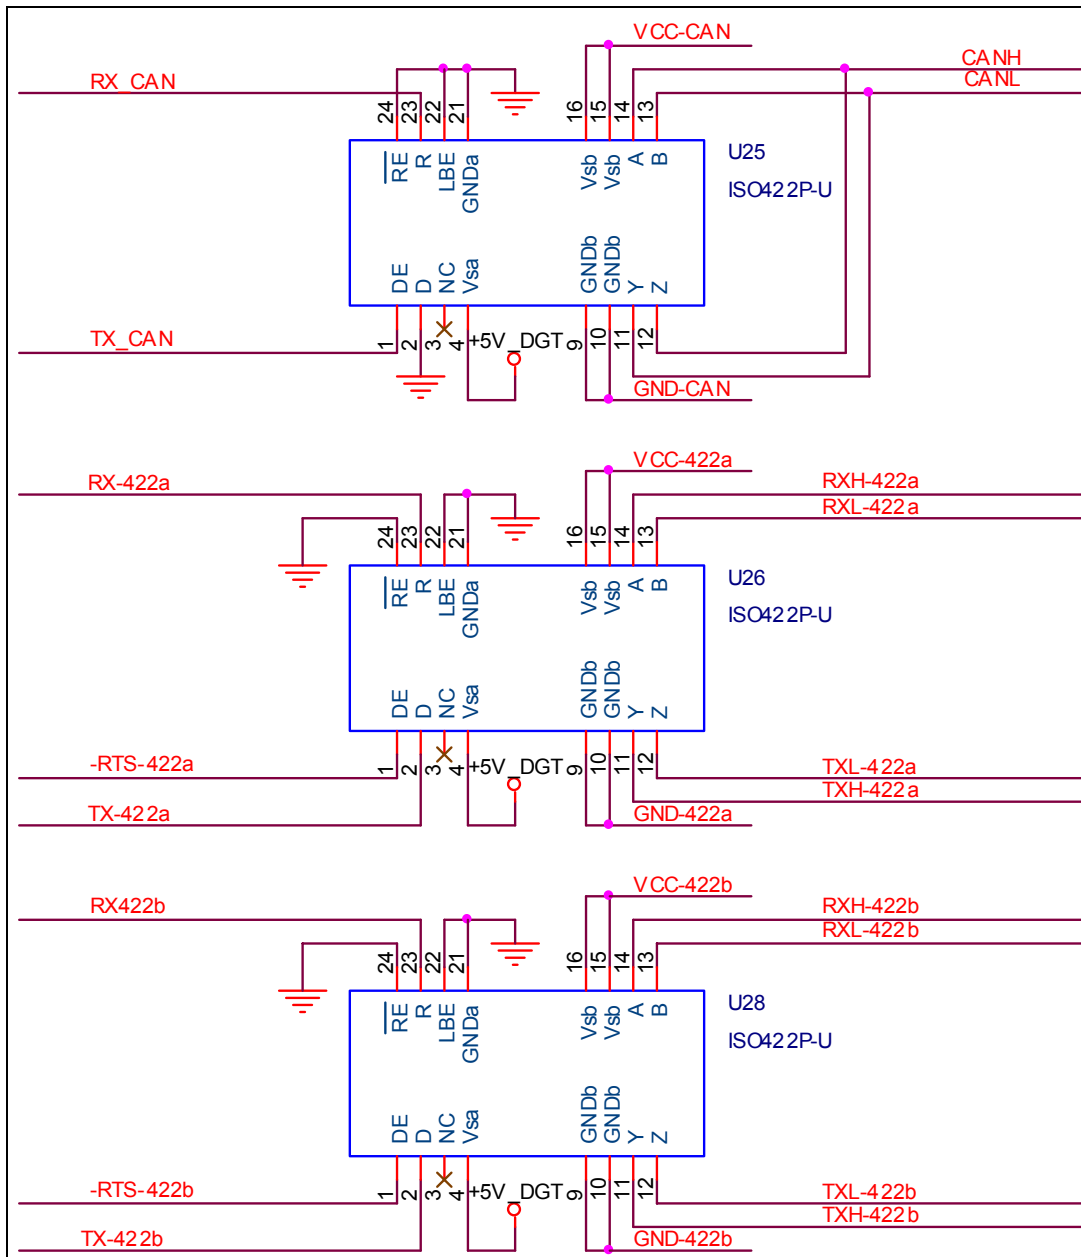 VCC-CAN
CANH
RX_CAN
CANL
24 23 22 21 16 15 14 13
RE R LBE GNDa Vsb Vsb A B
U25
ISO422P-U
DE D NC Vsa GNDb GNDb Y Z
TX_CAN
1 2 3 4 +5V_DGT 9 10 11 12
GND-CAN
VCC-422a
RX-422a
RXH-422a
RXL-422a
24 23 22 21 16 15 14 13
RE R LBE GNDa Vsb Vsb A B
U26
ISO422P-U
DE D NC Vsa GNDb GNDb Y Z
-RTS-422a
1 2 3 4 +5V_DGT 9 10 11 12
TXL-422a
TXH-422a
TX-422a
GND-422a
VCC-422b
RX422b
RXH-422b
RXL-422b
24 23 22 21 16 15 14 13
RE R LBE GNDa Vsb Vsb A B
U28
ISO422P-U
DE D NC Vsa GNDb GNDb Y Z
-RTS-422b
1 2 3 4 +5V_DGT 9 10 11 12
TXL-422b
TXH-422b
TX-422b
GND-422b